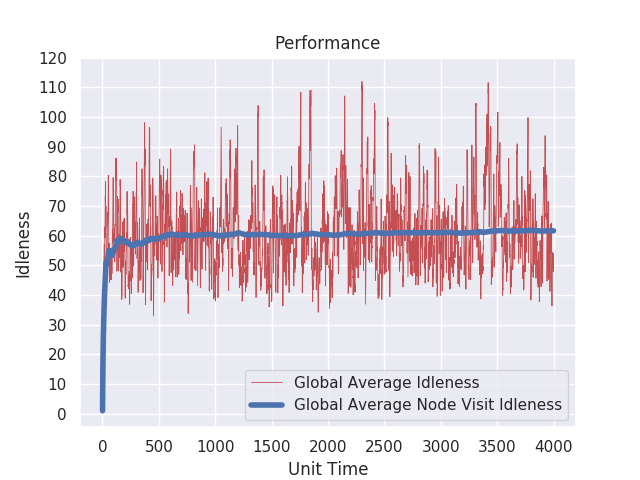 Performance
120
110
100
90
80
70
60
50
40
30
20
10
0
Idleness
Global Average Idleness
Global Average Node Visit Idleness
0 500 1000 1500 2000 2500 3000 3500 4000
Unit Time